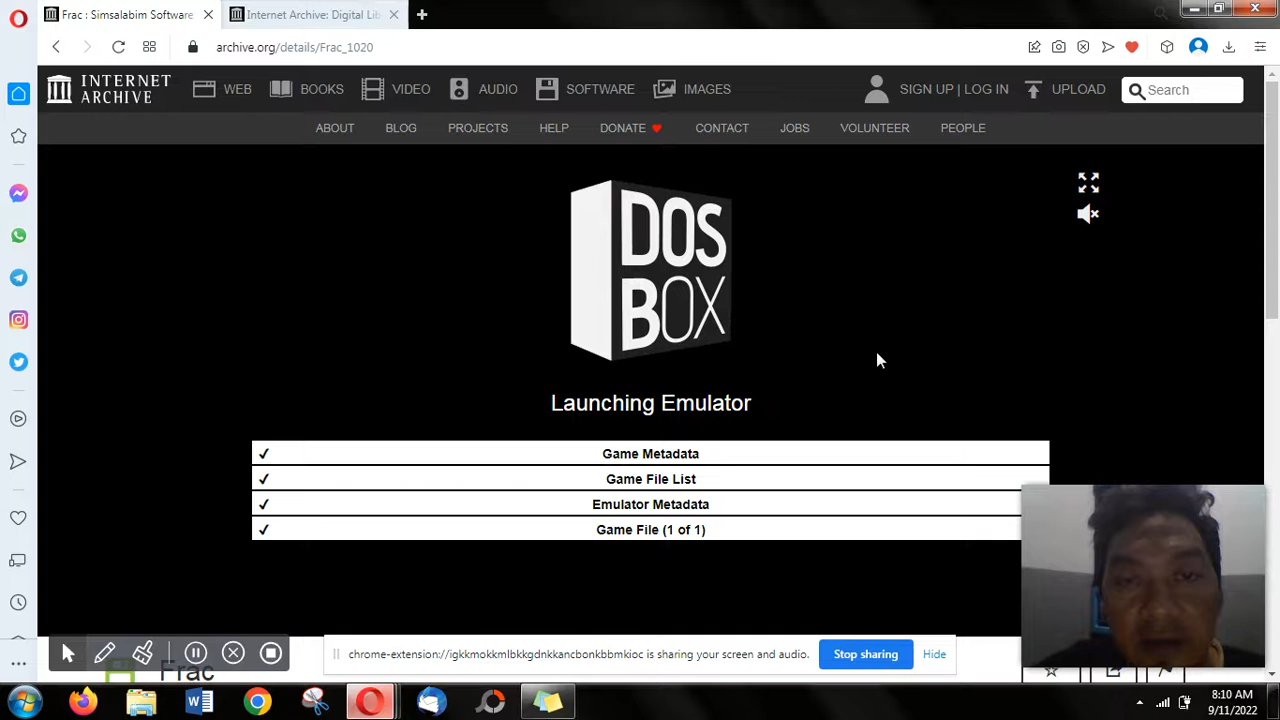 Frac : Simsalabim Software
Internet Archive: Digital Lib
archive.org/details/Frac_1020
INTERNET
ARCHIVE
WEB
BOOKS
VIDEO
AUDIO
SOFTWARE
IMAGES
SIGN UP | LOG IN
UPLOAD
Search
ABOUT
BLOG
PROJECTS
HELP
DONATE
CONTACT
JOBS
VOLUNTEER
PEOPLE
DOS
BOX
Launching Emulator
✓ Game Metadata
✓ Game File List
✓ Emulator Metadata
✓ Game File (1 of 1)
chrome-extension://igkkmokkmlbkkgdnkkancbonkbbmkioc is sharing your screen and audio.
Stop sharing
Hide
Frac
8:10 AM
9/11/2022